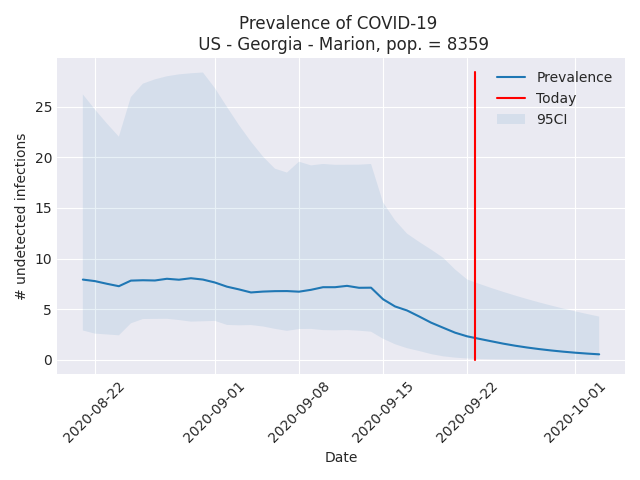 Prevalence of COVID-19
US - Georgia - Marion, pop. = 8359
Prevalence
Today
95CI
# undetected infections
25
20
15
10
5
0
2020-08-22
2020-09-01
2020-09-08
2020-09-15
2020-09-22
2020-10-01
Date